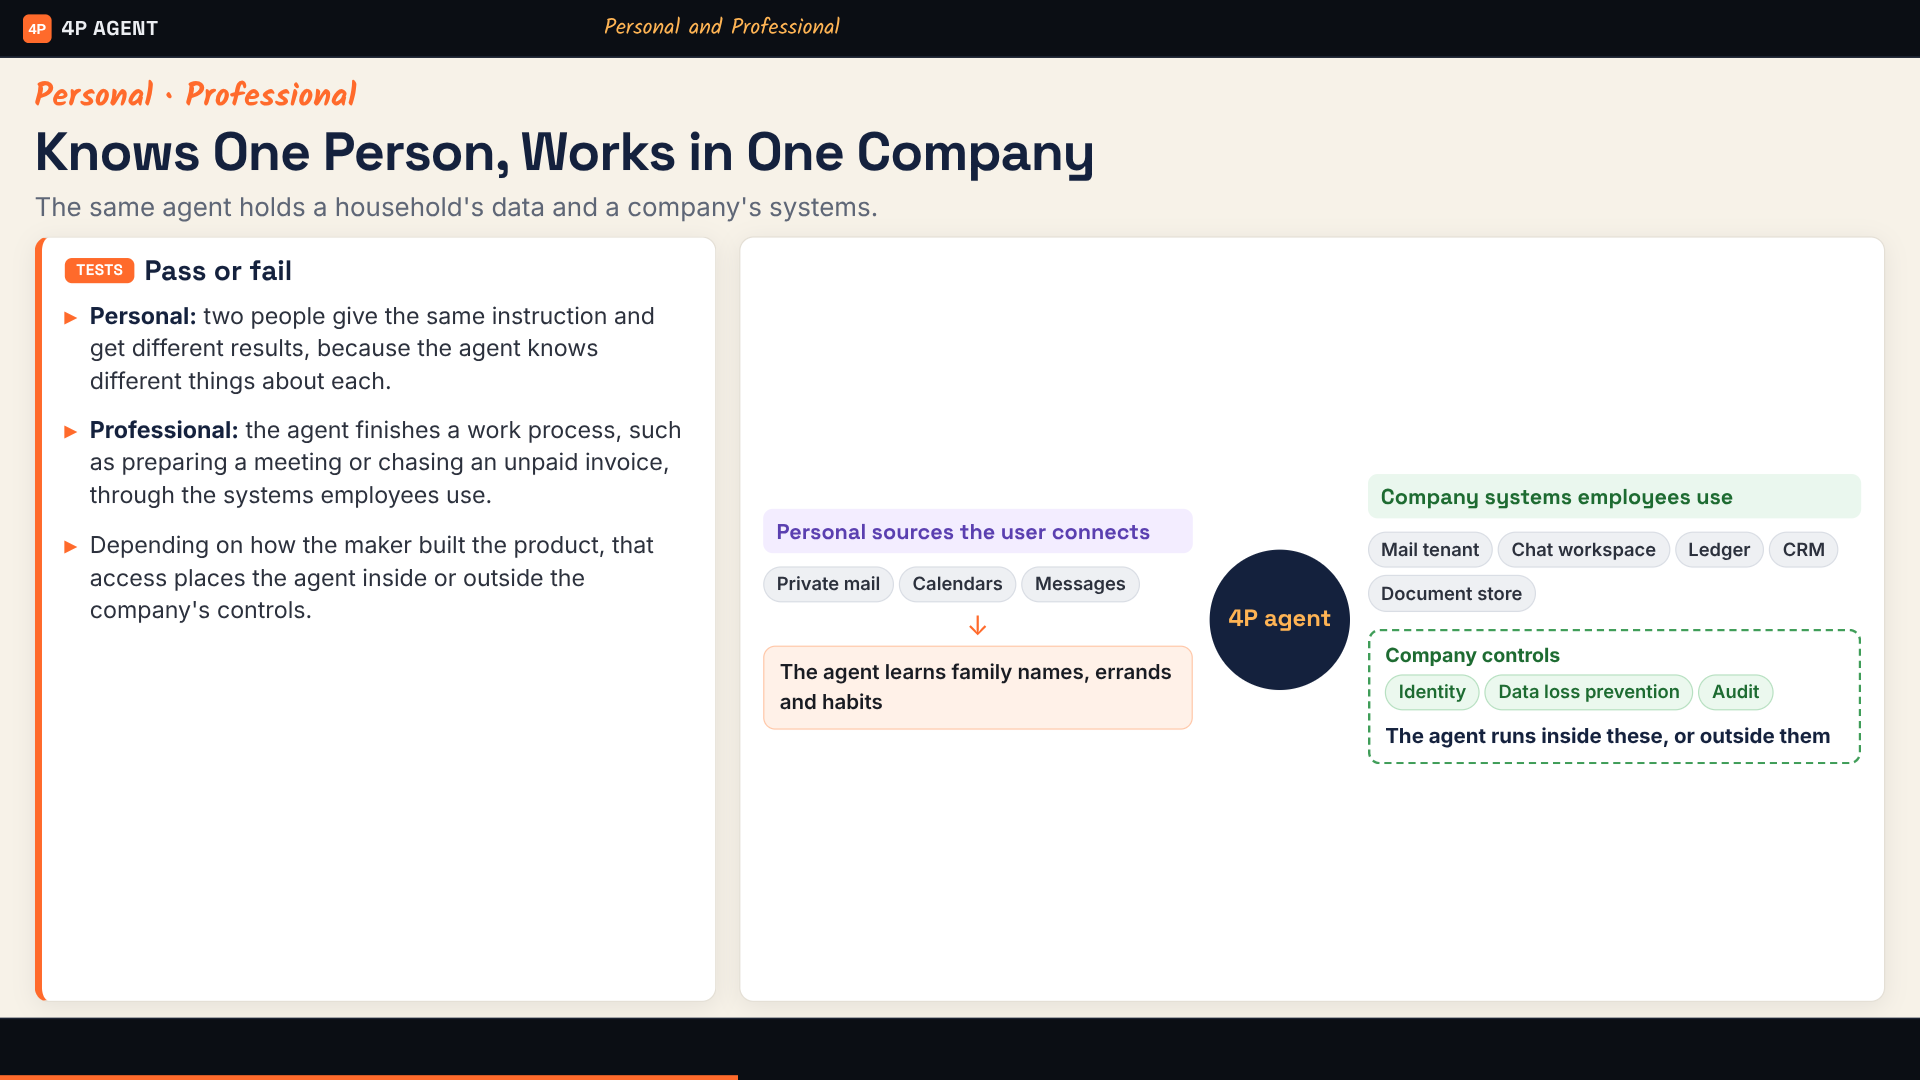 4P
4P AGENT
Personal and Professional
Personal · Professional
Knows One Person, Works in One Company
The same agent holds a household's data and a company's systems.
TESTS
Pass or fail
▶ Personal: two people give the same instruction and
get different results, because the agent knows
different things about each.
▶ Professional: the agent finishes a work process, such
as preparing a meeting or chasing an unpaid invoice,
through the systems employees use.
▶ Depending on how the maker built the product, that
access places the agent inside or outside the
company's controls.
Personal sources the user connects
Private mail
Calendars
Messages
↓
The agent learns family names, errands
and habits
4P agent
Company systems employees use
Mail tenant
Chat workspace
Ledger
CRM
Document store
Company controls
Identity
Data loss prevention
Audit
The agent runs inside these, or outside them